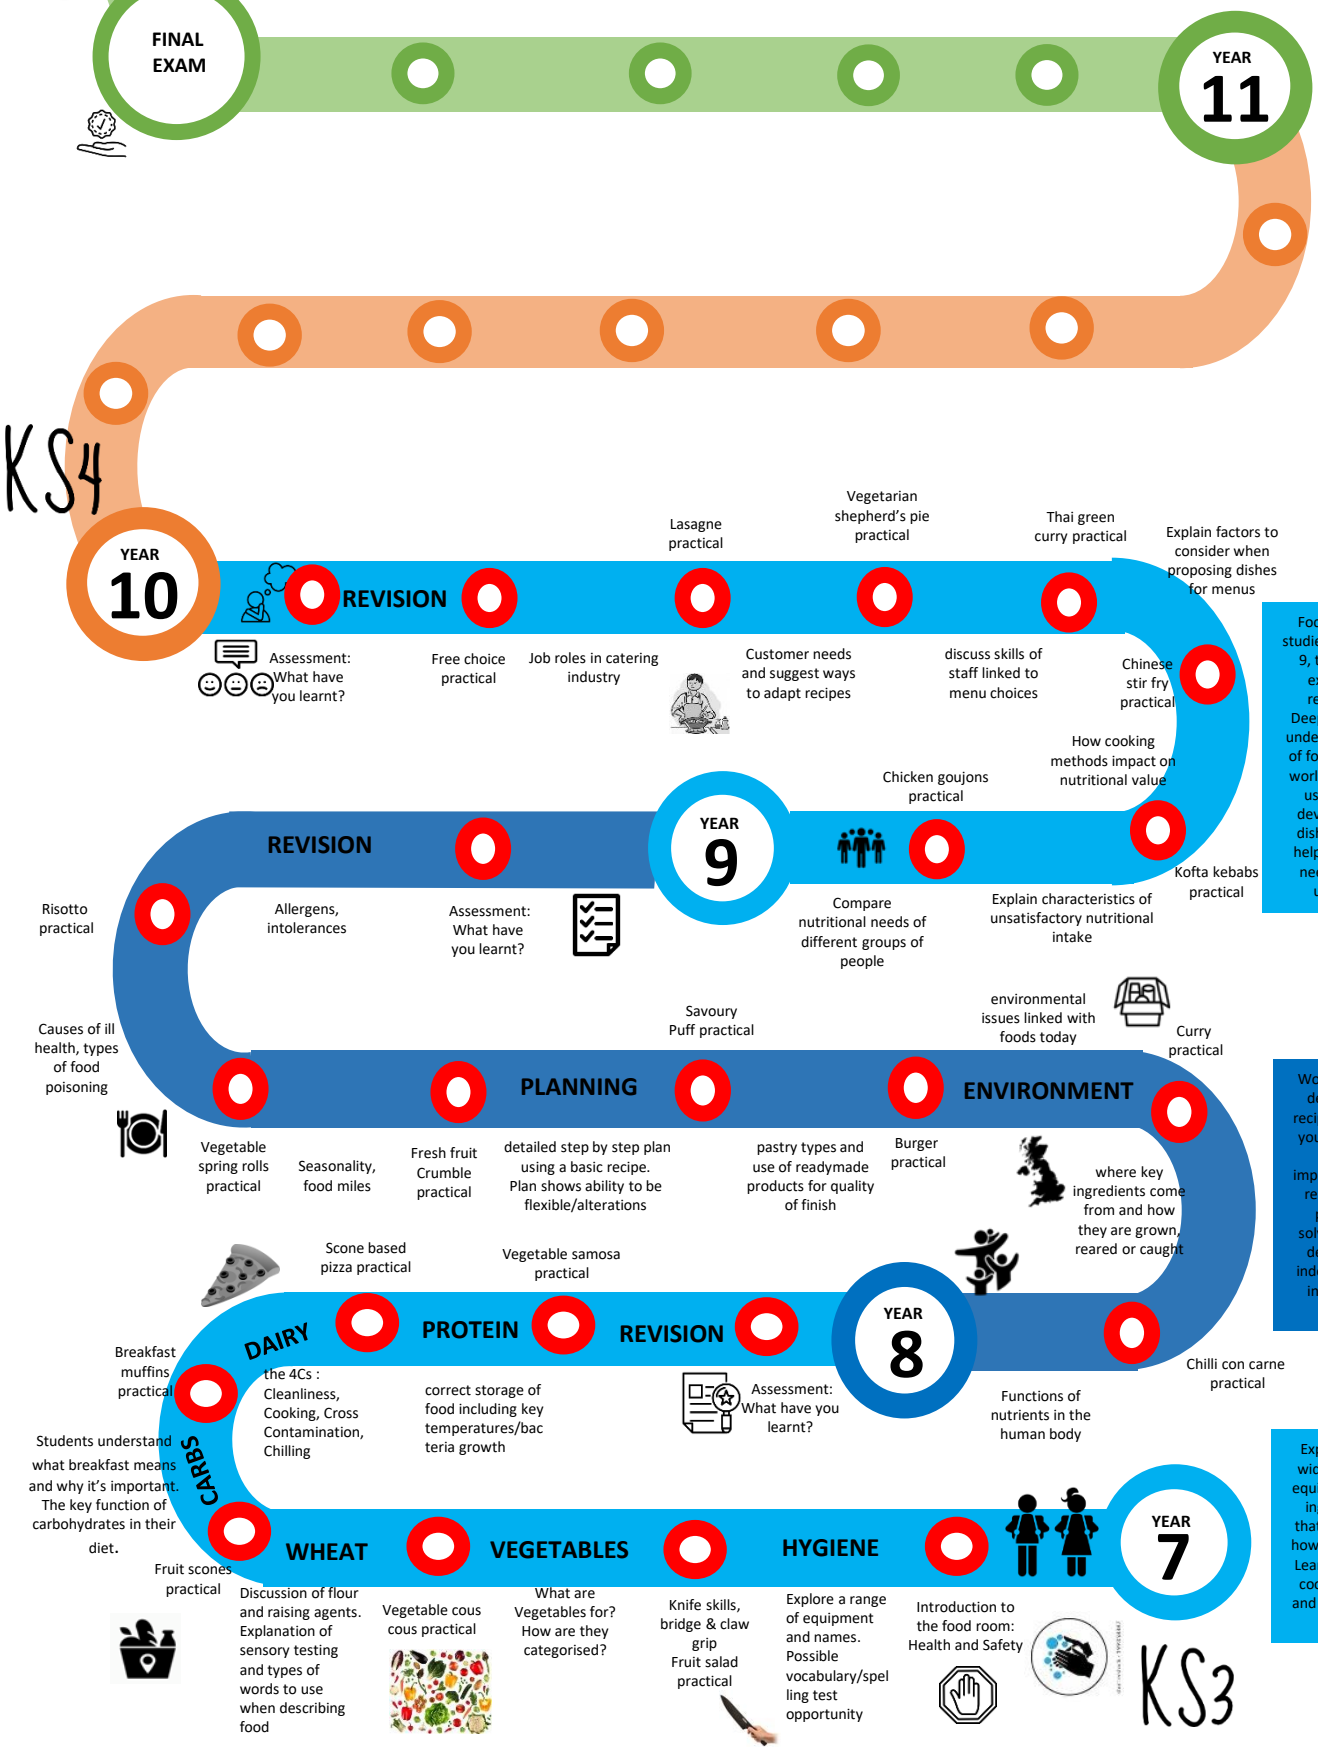 FINAL
EXAM
YEAR
11
KS4
YEAR
10
REVISION
Lasagne
practical
Vegetarian
shepherd's pie
practical
Thai green
curry practical
Explain factors to
consider when
proposing dishes
for menus
Assessment:
What have
you learnt?
Free choice
practical
Job roles in catering
industry
Customer needs
and suggest ways
to adapt recipes
discuss skills of
staff linked to
menu choices
Chinese
stir fry
practical
How cooking
methods impact on
nutritional value
Chicken goujons
practical
Kofta kebabs
practical
REVISION
YEAR
9
Risotto
practical
Allergens,
intolerances
Assessment:
What have
you learnt?
Compare
nutritional needs of
different groups of
people
Explain characteristics of
unsatisfactory nutritional
intake
Causes of ill
health, types
of food
poisoning
Savoury
Puff practical
environmental
issues linked with
foods today
Curry
practical
PLANNING
ENVIRONMENT
Vegetable
spring rolls
practical
Seasonality,
food miles
Fresh fruit
Crumble
practical
detailed step by step plan
using a basic recipe.
Plan shows ability to be
flexible/alterations
pastry types and
use of readymade
products for quality
of finish
Burger
practical
where key
ingredients come
from and how
they are grown,
reared or caught
Scone based
pizza practical
Vegetable samosa
practical
DAIRY
PROTEIN
REVISION
YEAR
8
Breakfast
muffins
practical
the 4Cs :
Cleanliness,
Cooking, Cross
Contamination,
Chilling
correct storage of
food including key
temperatures/bac
teria growth
Assessment:
What have you
learnt?
Functions of
nutrients in the
human body
Chilli con carne
practical
Students understand
what breakfast means
and why it's important.
The key function of
carbohydrates in their
diet.
CARBS
Fruit scones
practical
WHEAT
VEGETABLES
HYGIENE
YEAR
7
Discussion of flour
and raising agents.
Explanation of
sensory testing
and types of
words to use
when describing
food
Vegetable cous
cous practical
What are
Vegetables for?
How are they
categorised?
Knife skills,
bridge & claw
grip
Fruit salad
practical
Explore a range
of equipment
and names.
Possible
vocabulary/spel
ling test
opportunity
Introduction to
the food room:
Health and Safety
KS3